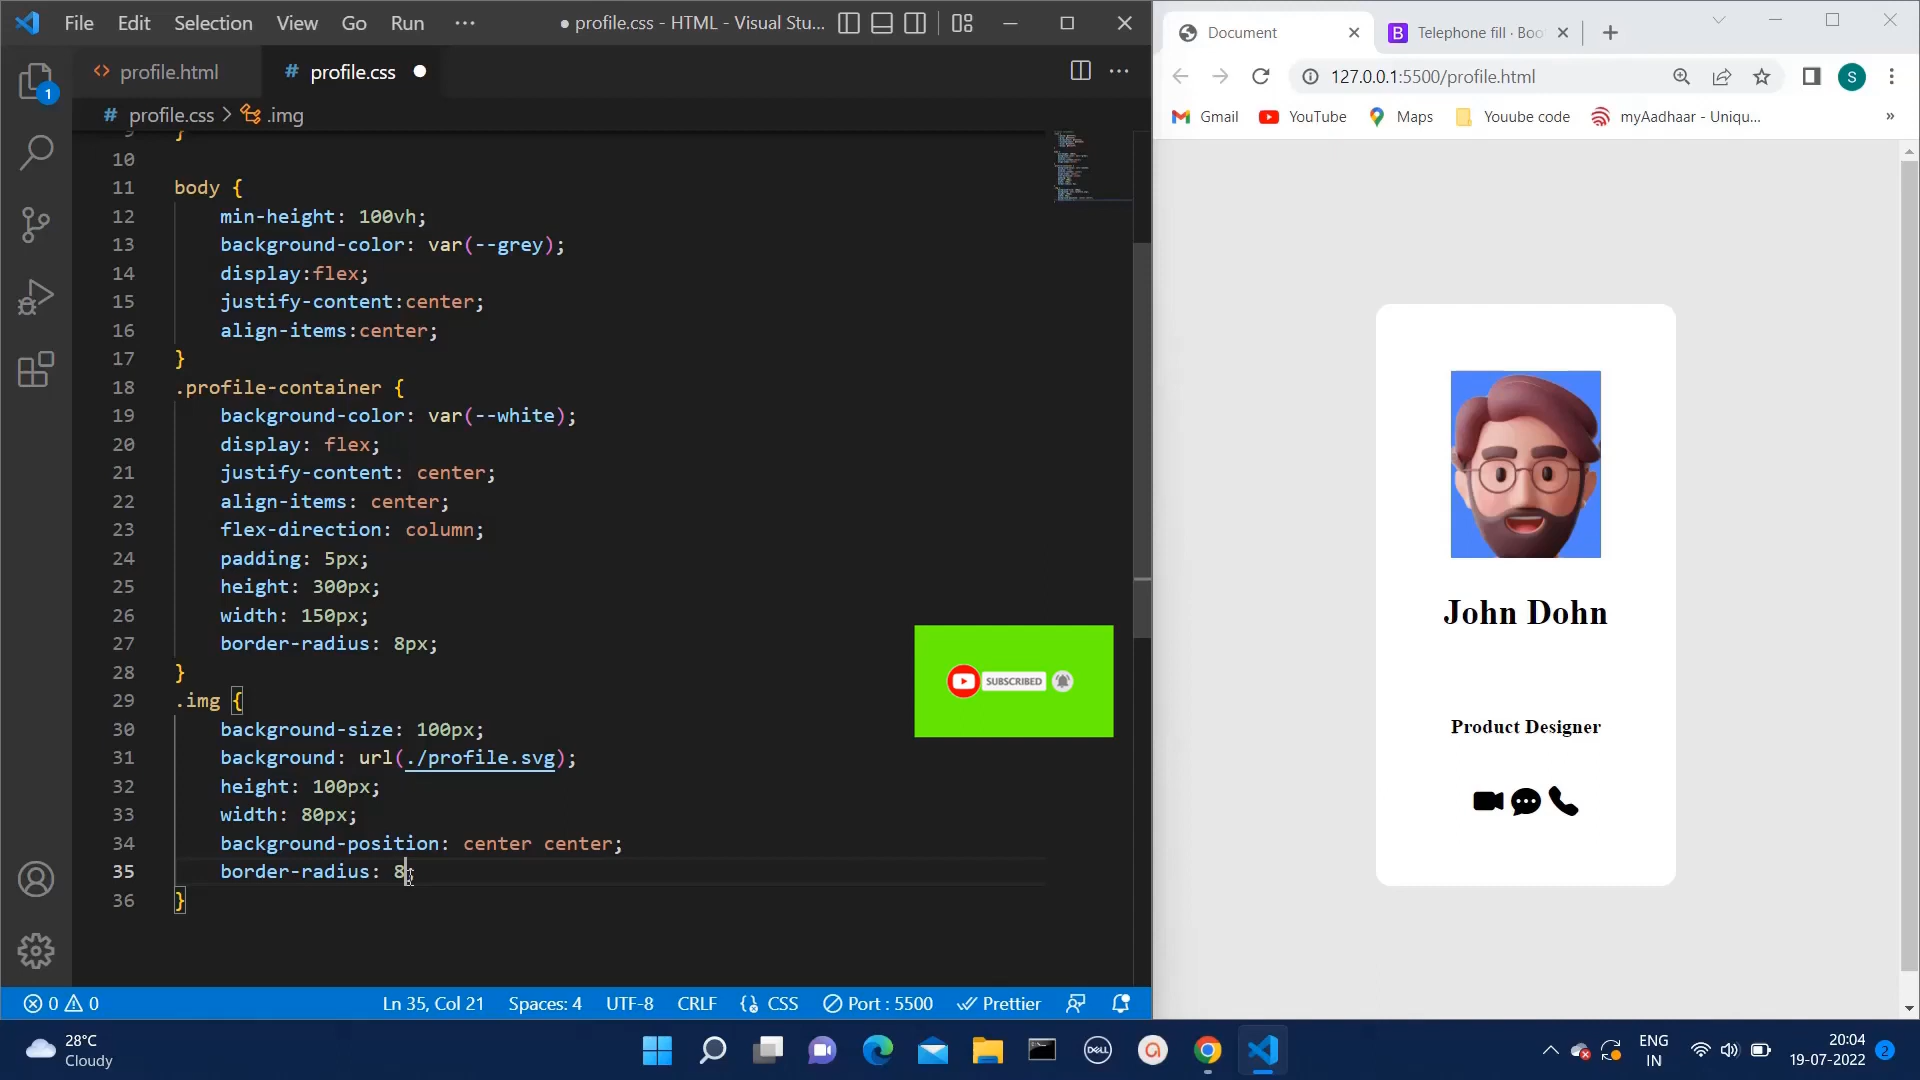 File Edit Selection View Go Run ··· ● profile.css - HTML - Visual Stu...
profile.html # profile.css ●
1
# profile.css > .img
9 }
10
11 body {
12 min-height: 100vh;
13 background-color: var(--grey);
14 display:flex;
15 justify-content:center;
16 align-items:center;
17 }
18 .profile-container {
19 background-color: var(--white);
20 display: flex;
21 justify-content: center;
22 align-items: center;
23 flex-direction: column;
24 padding: 5px;
25 height: 300px;
26 width: 150px;
27 border-radius: 8px;
28 }
29 .img {
30 background-size: 100px;
31 background: url(./profile.svg);
32 height: 100px;
33 width: 80px;
34 background-position: center center;
35 border-radius: 8
36 }
SUBSCRIBED
0 0 Ln 35, Col 21 Spaces: 4 UTF-8 CRLF {} CSS Port : 5500 Prettier
Document B Telephone fill · Boo
127.0.0.1:5500/profile.html S
Gmail YouTube Maps Youube code myAadhaar - Uniqu... »
John Dohn
Product Designer
28°C
Cloudy
DELL
a
ENG
IN
20:04
19-07-2022
2